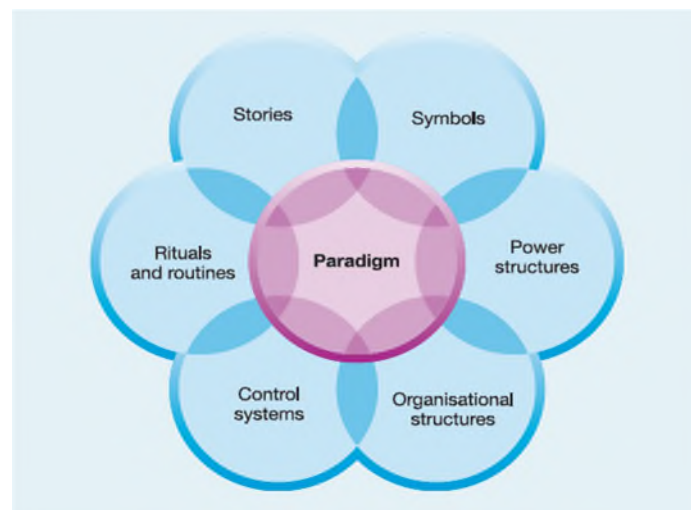 Stories
Symbols
Rituals
and routines
Paradigm
Power
structures
Control
systems
Organisational
structures